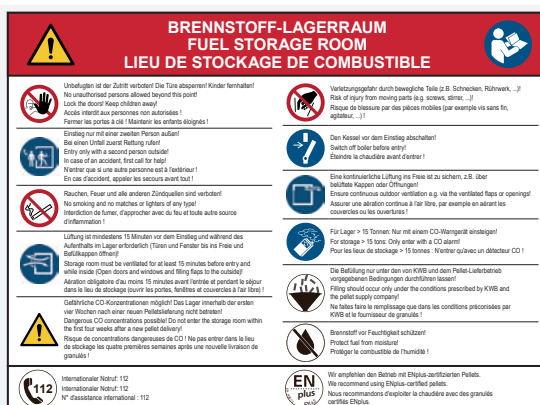 BRENNSTOFF-LAGERRAUM
FUEL STORAGE ROOM
LIEU DE STOCKAGE DE COMBUSTIBLE
Unbefugten ist der Zutritt verboten! Die Türe absperren! Kinder fernhalten!
No unauthorised persons allowed beyond this point!
Lock the doors! Keep children away!
Accès interdit aux personnes non autorisées !
Fermer les portes à clé ! Maintenir les enfants éloignés !
Einstieg nur mit einer zweiten Person außen!
Bei einem Unfall zuerst Rettung rufen!
Entry only with a second person outside!
In case of an accident, first call for help!
N'entrer que si une autre personne est à l'extérieur !
En cas d'accident, appeler les secours avant tout !
Rauchen, Feuer und alle anderen Zündquellen sind verboten!
No smoking and no matches or lighters of any type!
Interdiction de fumer, d'approcher avec du feu et toute autre source
d'inflammation !
Lüftung ist mindestens 15 Minuten vor dem Einstieg und während des
Aufenthalts im Lager erforderlich (Türen und Fenster bis ins Freie und
Befüllkappen öffnen)!
Storage room must be ventilated for at least 15 minutes before entry and
while inside (Open doors and windows and filling flaps to the outside)!
Aération obligatoire d'au moins 15 minutes avant l'entrée et pendant le séjour
dans le lieu de stockage (ouvrir les portes, fenêtres et couvercles à l'air libre) !
Gefährliche CO-Konzentrationen möglich! Das Lager innerhalb der ersten
vier Wochen nach einer neuen Pelletslieferung nicht betreten!
Dangerous CO concentrations possible! Do not enter the storage room within
the first four weeks after a new pellet delivery!
Risque de concentrations dangereuses de CO ! Ne pas entrer dans le lieu
de stockage les quatre premières semaines après une nouvelle livraison de
granulés !
112
Internationaler Notruf: 112
Internationaler Notruf: 112
N° d'assistance international : 112
Verletzungsgefahr durch bewegliche Teile (z.B. Schnecken, Rührwerk, ...)!
Risk of injury from moving parts (e.g. screws, stirrer, ...)!
Risque de blessure par des pièces mobiles (par exemple vis sans fin,
agitateur, ...) !
Den Kessel vor dem Einstieg abschalten!
Switch off boiler before entry!
Éteindre la chaudière avant d'entrer !
Eine kontinuierliche Lüftung ins Freie ist zu sichern, z.B. über
belüftete Kappen oder Öffnungen!
Ensure continuous outdoor ventilation e.g. via the ventilated flaps or openings!
Assurer une aération continue à l'air libre, par exemple en aérant les
couvercles ou les ouvertures !
Für Lager > 15 Tonnen: Nur mit einem CO-Warngerät einsteigen!
For storage > 15 tons: Only enter with a CO alarm!
Pour les lieux de stockage > 15 tonnes : N'entrer qu'avec un détecteur CO !
Die Befüllung nur unter den von KWB und dem Pellet-Lieferbetrieb
vorgegebenen Bedingungen durchführen lassen!
Filling should occur only under the conditions prescribed by KWB and
the pellet supply company!
Ne faites faire le remplissage que dans les conditions préconisées par
KWB et le fournisseur de granulés !
Brennstoff vor Feuchtigkeit schützen!
Protect fuel from moisture!
Protéger le combustible de l'humidité !
EN
plus
Wir empfehlen den Betrieb mit ENplus-zertifizierten Pellets.
We recommend using ENplus-certified pellets.
Nous recommandons d'exploiter la chaudière avec des granulés
certifiés ENplus.